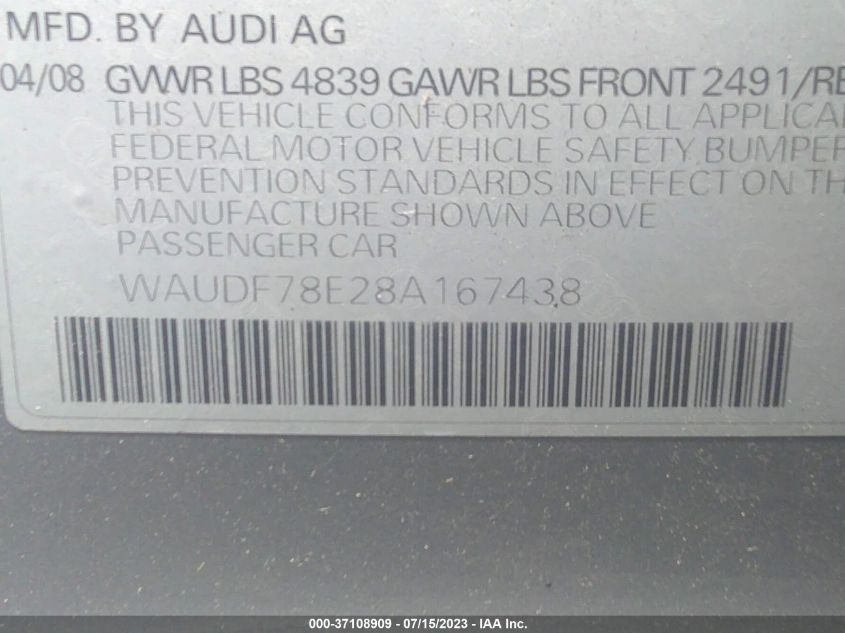 MFD. BY AUDI AG
04/08 GVWR LBS 4839 GAWR LBS FRONT 2491/RE
THIS VEHICLE CONFORMS TO ALL APPLICA
FEDERAL MOTOR VEHICLE SAFETY BUMPER
PREVENTION STANDARDS IN EFFECT ON TH
MANUFACTURE SHOWN ABOVE
PASSENGER CAR
WAUDF78E28A167438
000-37108909 - 07/15/2023 - IAA Inc.